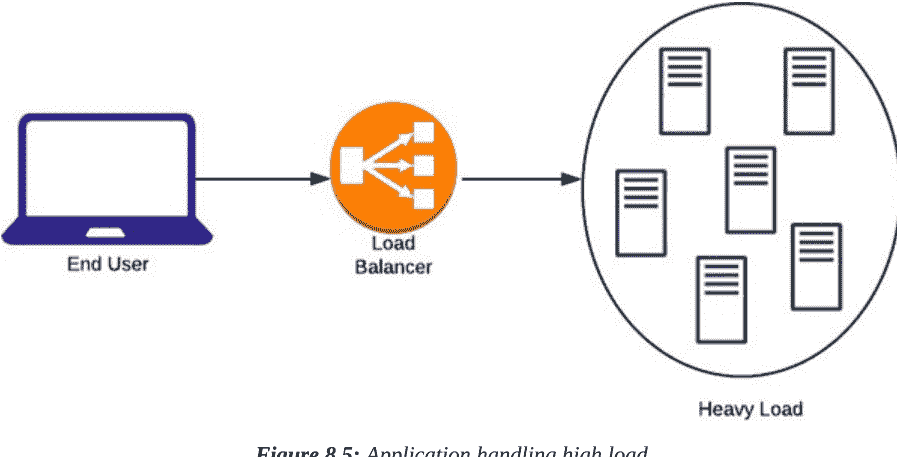 End User
Load
Balancer
Heavy Load
Figure 8.5: Application handling high load